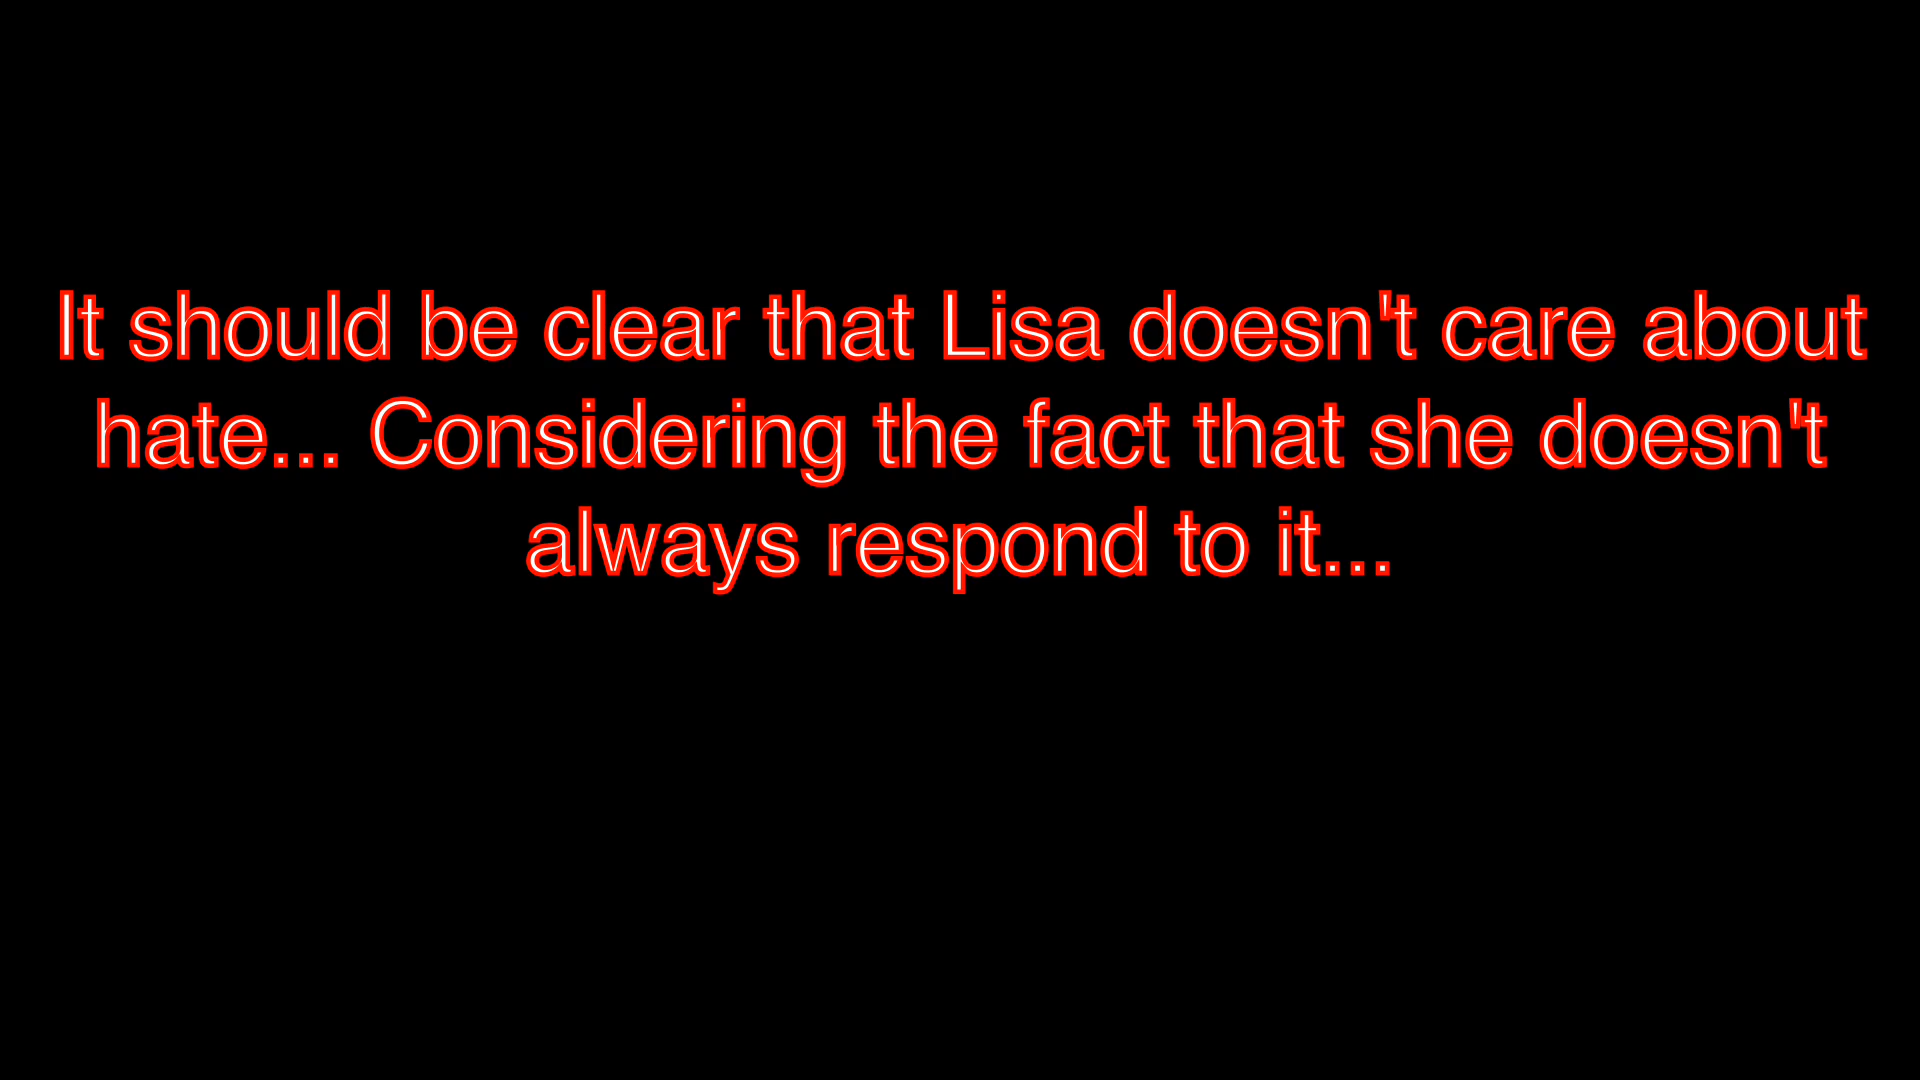 It should be clear that Lisa doesn't care about
hate... Considering the fact that she doesn't
always respond to it...